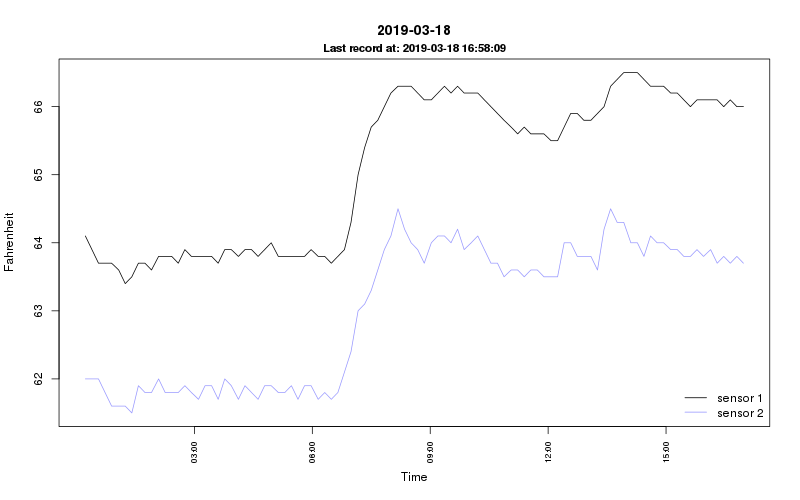 2019-03-18
Last record at: 2019-03-18 16:58:09
Fahrenheit
66
65
64
63
62
sensor 1
sensor 2
03:00
06:00
09:00
12:00
15:00
Time